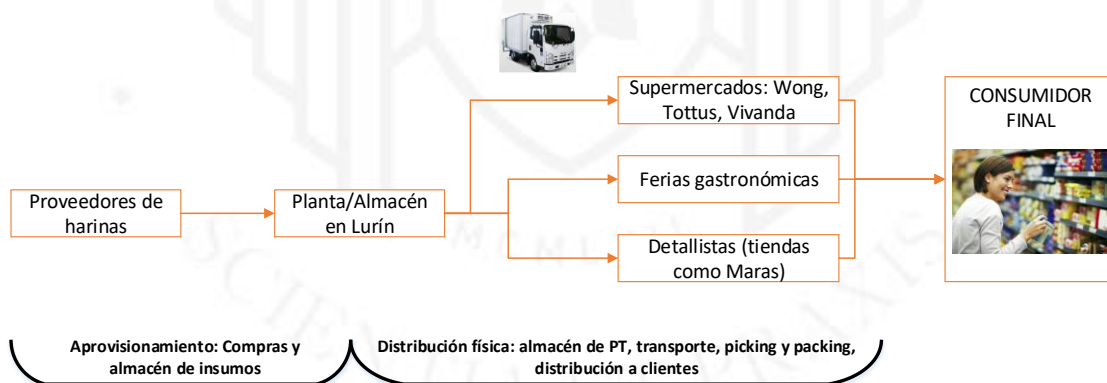 Supermercados: Wong,
Tottus, Vivanda
CONSUMIDOR
FINAL
Ferias gastronómicas
Proveedores de
harinas
Planta/Almacén
en Lurín
Detallistas (tiendas
como Maras)
Aprovisionamiento: Compras y
almacén de insumos
Distribución física: almacén de PT, transporte, picking y packing,
distribución a clientes